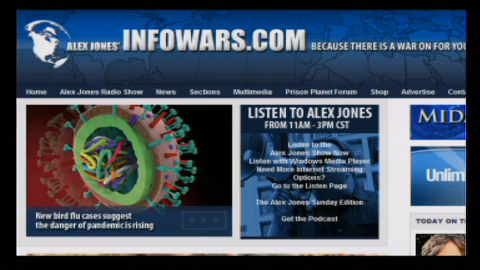 ALEX JONES' INFOWARS.COM BECAUSE THERE IS A WAR ON FOR YOU
Home Alex Jones Radio Show News Sections Multimedia Prison Planet Forum Shop Advertise Cont
New bird flu cases suggest
the danger of pandemic is rising
LISTEN TO ALEX JONES
FROM 11AM - 3PM CST
Listen to the
Alex Jones Show Now
Listen with Windows Media Player
Need More Internet Streaming
Options?
Go to the Listen Page
The Alex Jones Sunday Edition
Get the Podcast
MIDA
Unlim
TODAY ON T